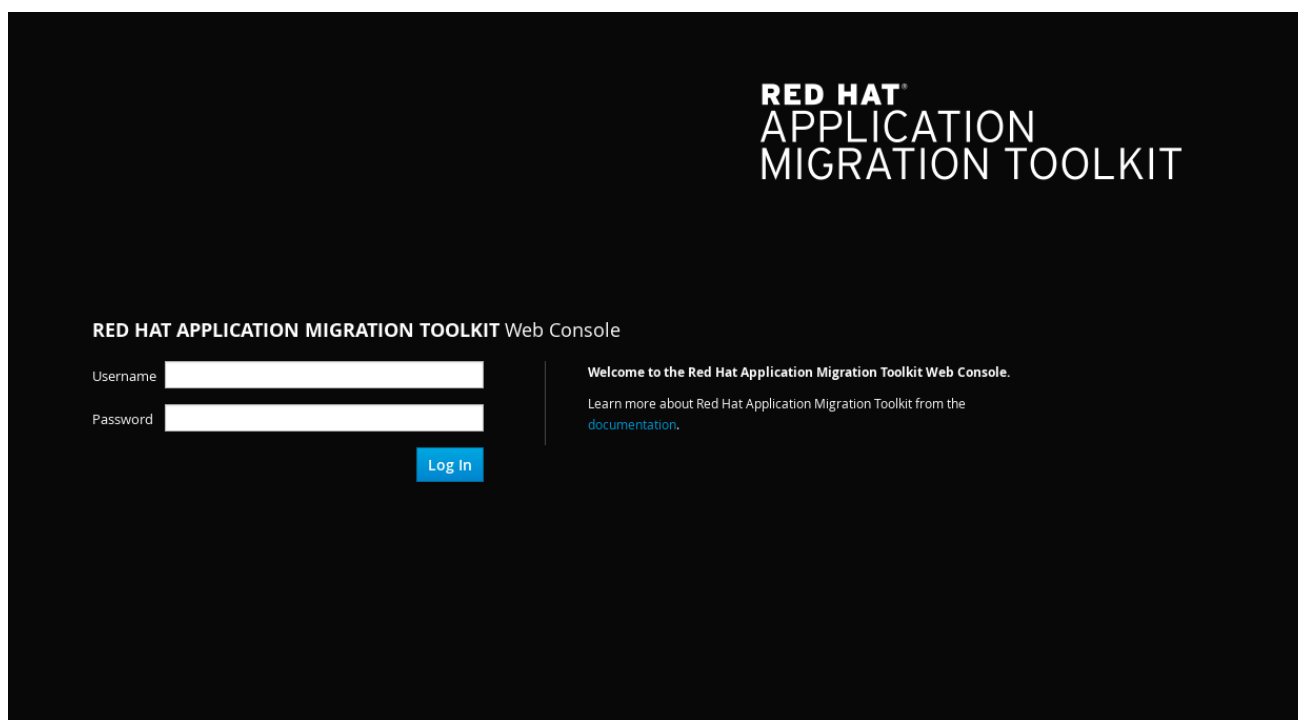 RED HAT®
APPLICATION
MIGRATION TOOLKIT
RED HAT APPLICATION MIGRATION TOOLKIT Web Console
Username
Password
Log In
Welcome to the Red Hat Application Migration Toolkit Web Console.
Learn more about Red Hat Application Migration Toolkit from the
documentation.